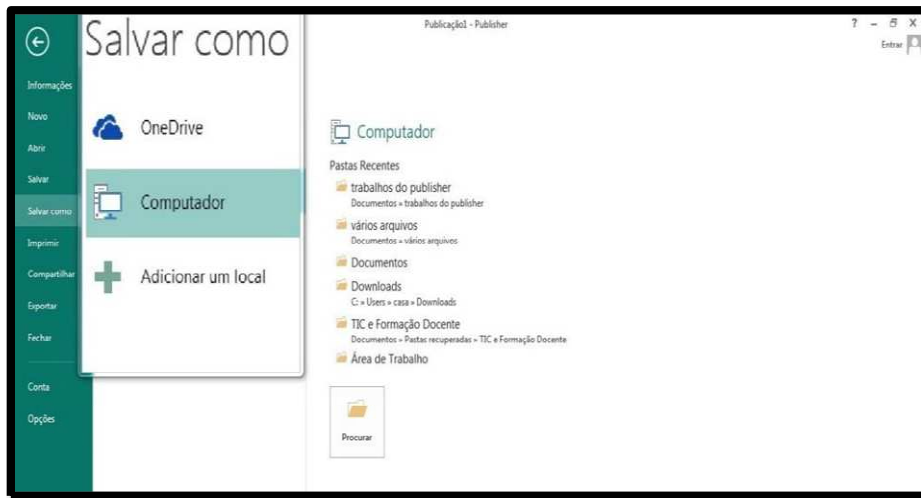 Publicação1 - Publisher
? – X
Entrar
Informações
Novo
Abrir
Salvar
Salvar como
Imprimir
Compartilhar
Exportar
Fechar
Conta
Opções
Salvar como
OneDrive
Computador
Adicionar um local
Computador
Pastas Recentes
trabalhos do publisher
Documentos » trabalhos do publisher
vários arquivos
Documentos » vários arquivos
Documentos
Downloads
C: » Users » casa » Downloads
TIC e Formação Docente
Documentos » Pastas recuperadas » TIC e Formação Docente
Área de Trabalho
Procurar